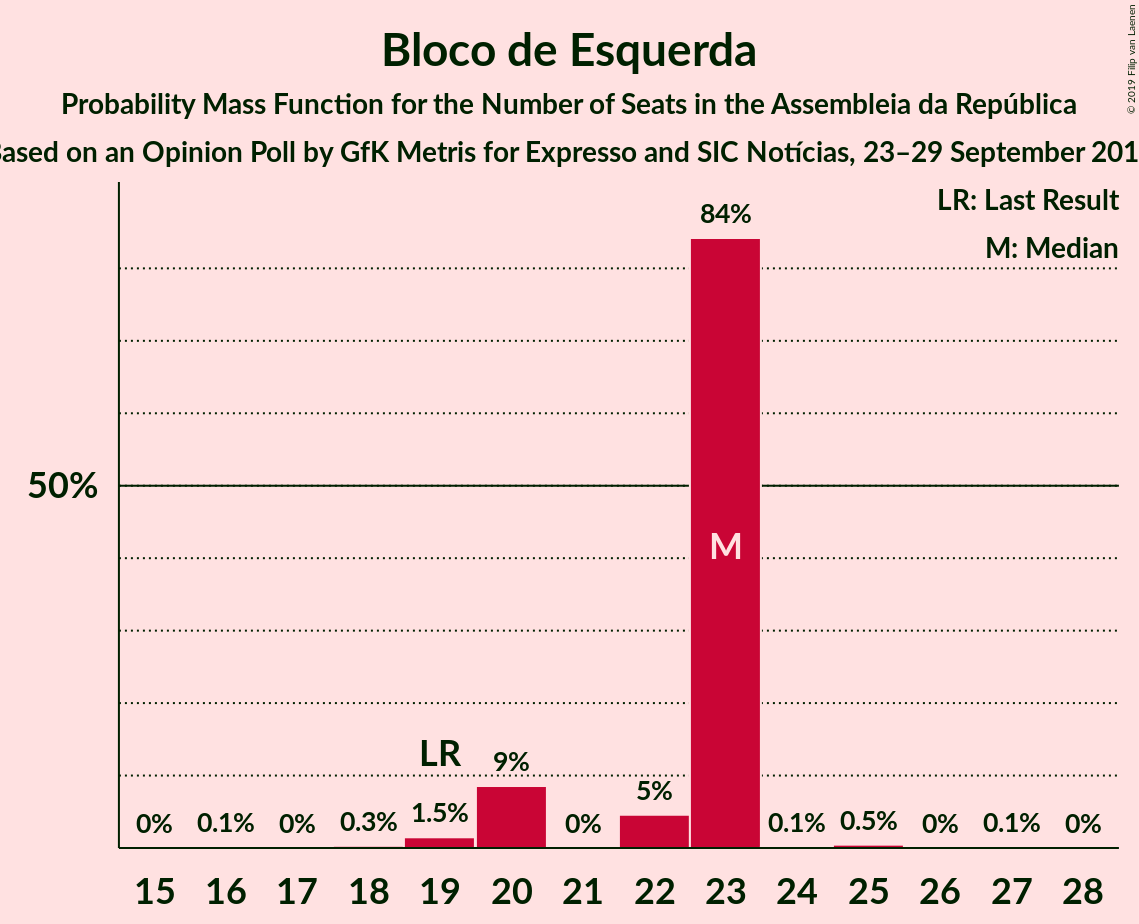 Bloco de Esquerda
Probability Mass Function for the Number of Seats in the Assembleia da República
on an Opinion Poll by GfK Metris for Expresso and SIC Notícias, 23–29 September
© 2019 Filip van Laenen
LR: Last Result
M: Median
84%
50%
M
LR
9%
5%
0% 0.1% 0% 0.3% 1.5% 0% 0.1% 0.5% 0% 0.1% 0%
15 16 17 18 19 20 21 22 23 24 25 26 27 28